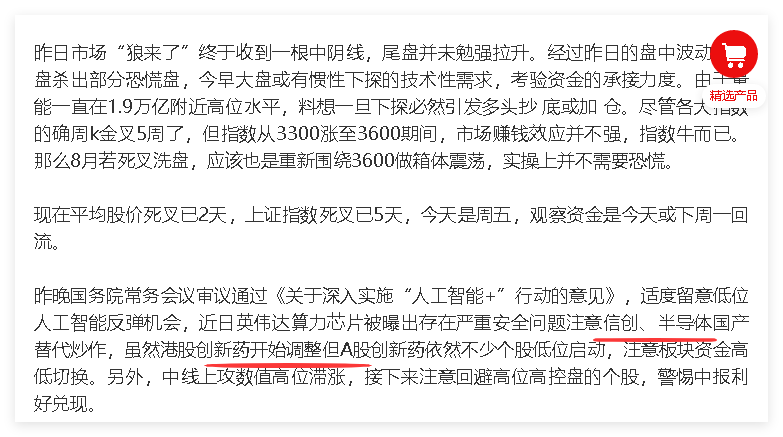 昨日市场“狼来了”终于收到一根中阴线，尾盘并未勉强拉升。经过昨日的盘中波动
盘杀出部分恐慌盘，今早大盘或有惯性下探的技术性需求，考验资金的承接力度。由于量
能一直在1.9万亿附近高位水平，料想一旦下探必然引发多头抄 底或加 仓。尽管各大指数
的确周k金叉5周了，但指数从3300涨至3600期间，市场赚钱效应并不强，指数牛而已。
那么8月若死叉洗盘，应该也是重新围绕3600做箱体震荡，实操上并不需要恐慌。
现在平均股价死叉已2天，上证指数死叉已5天，今天是周五，观察资金是今天或下周一回
流。
昨晚国务院常务会议审议通过《关于深入实施“人工智能+”行动的意见》，适度留意低位
人工智能反弹机会，近日英伟达算力芯片被曝出存在严重安全问题注意信创、半导体国产
替代炒作，虽然港股创新药开始调整但A股创新药依然不少个股低位启动，注意板块资金高
低切换。另外，中线上攻数值高位滞涨，接下来注意回避高位高控盘的个股，警惕中报利
好兑现。
精选产品